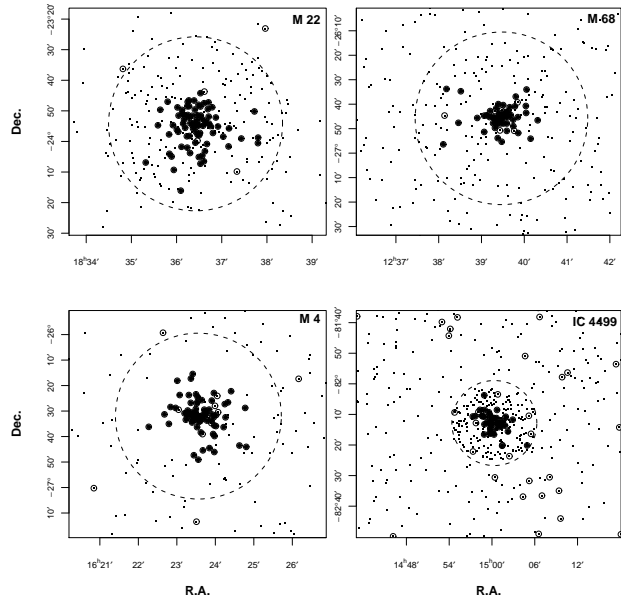 M 22
Dec.
−23°20′
30′
40′
50′
−24°
10′
20′
30′
18ʰ34′ 35′ 36′ 37′ 38′ 39′
M 68
−26°10′
30′
50′
−27°
10′
30′
12ʰ37′ 38′ 39′ 40′ 41′ 42′
M 4
Dec.
−26°
10′
20′
30′
40′
50′
−27°
10′
16ʰ21′ 22′ 23′ 24′ 25′ 26′
R.A.
IC 4499
−81°40′
50′
−82°
10′
20′
30′
−82°40′
14ʰ48′ 54′ 15ʰ00′ 06′ 12′
R.A.